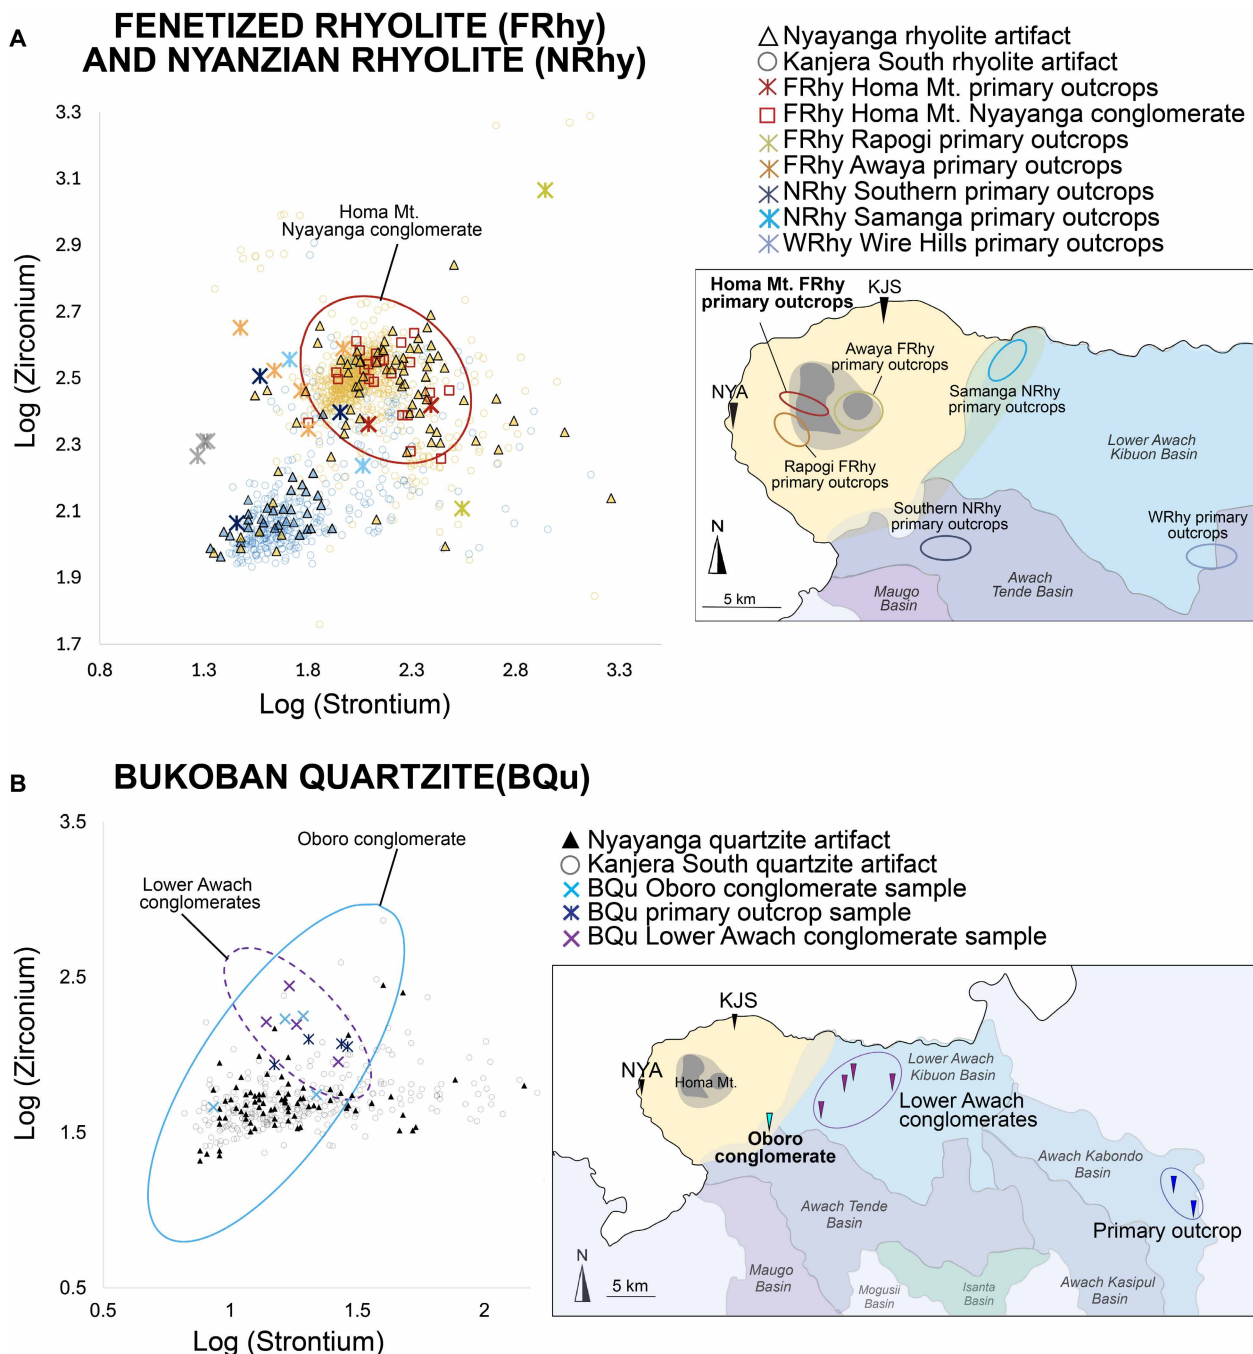 A
FENETIZED RHYOLITE (FRhy)
AND NYANZIAN RHYOLITE (NRhy)
Nyayanga rhyolite artifact
Kanjera South rhyolite artifact
FRhy Homa Mt. primary outcrops
FRhy Homa Mt. Nyayanga conglomerate
FRhy Rapogi primary outcrops
FRhy Awaya primary outcrops
NRhy Southern primary outcrops
NRhy Samanga primary outcrops
WRhy Wire Hills primary outcrops
3.3
3.1
2.9
2.7
2.5
2.3
2.1
1.9
1.7
Log (Zirconium)
Homa Mt.
Nyayanga conglomerate
0.8
1.3
1.8
2.3
2.8
3.3
Log (Strontium)
Homa Mt. FRhy
primary outcrops
KJS
Awaya FRhy
primary outcrops
NYA
Samanga NRhy
primary outcrops
Lower Awach
Kibuon Basin
Rapogi FRhy
primary outcrops
Southern NRhy
primary outcrops
WRhy primary
outcrops
N
5 km
Maugo
Basin
Awach
Tende Basin
B
BUKOBAN QUARTZITE(BQu)
3.5
2.5
1.5
0.5
Log (Zirconium)
Oboro conglomerate
Lower Awach
conglomerates
0.5
1
1.5
2
Log (Strontium)
Nyayanga quartzite artifact
Kanjera South quartzite artifact
BQu Oboro conglomerate sample
BQu primary outcrop sample
BQu Lower Awach conglomerate sample
KJS
NYA
Homa Mt.
Lower Awach
Kibuon Basin
Lower Awach
conglomerates
Oboro
conglomerate
Awach Kabondo
Basin
Awach Tende
Basin
Primary outcrop
N
5 km
Maugo
Basin
Mogusii
Basin
Isanta
Basin
Awach Kasipul
Basin